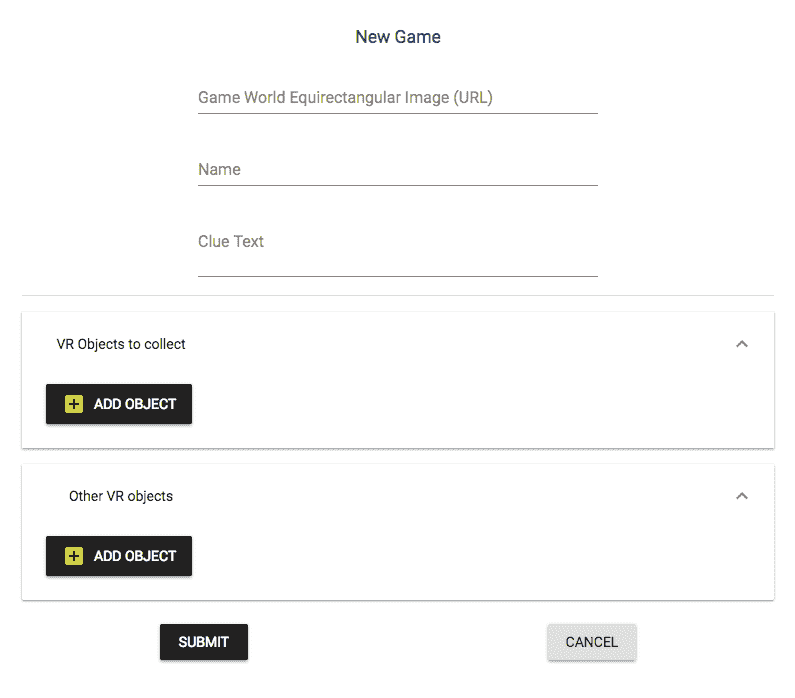 New Game
Game World Equirectangular Image (URL)
Name
Clue Text
VR Objects to collect
ADD OBJECT
Other VR objects
ADD OBJECT
SUBMIT CANCEL